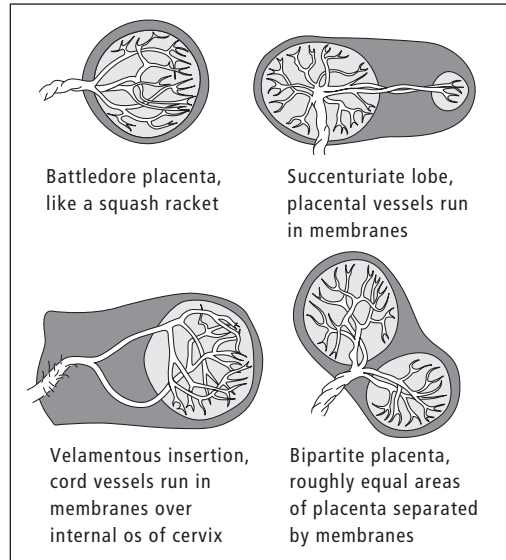 Battledore placenta,
like a squash racket
Succenturiate lobe,
placental vessels run
in membranes
Velamentous insertion,
cord vessels run in
membranes over
internal os of cervix
Bipartite placenta,
roughly equal areas
of placenta separated
by membranes